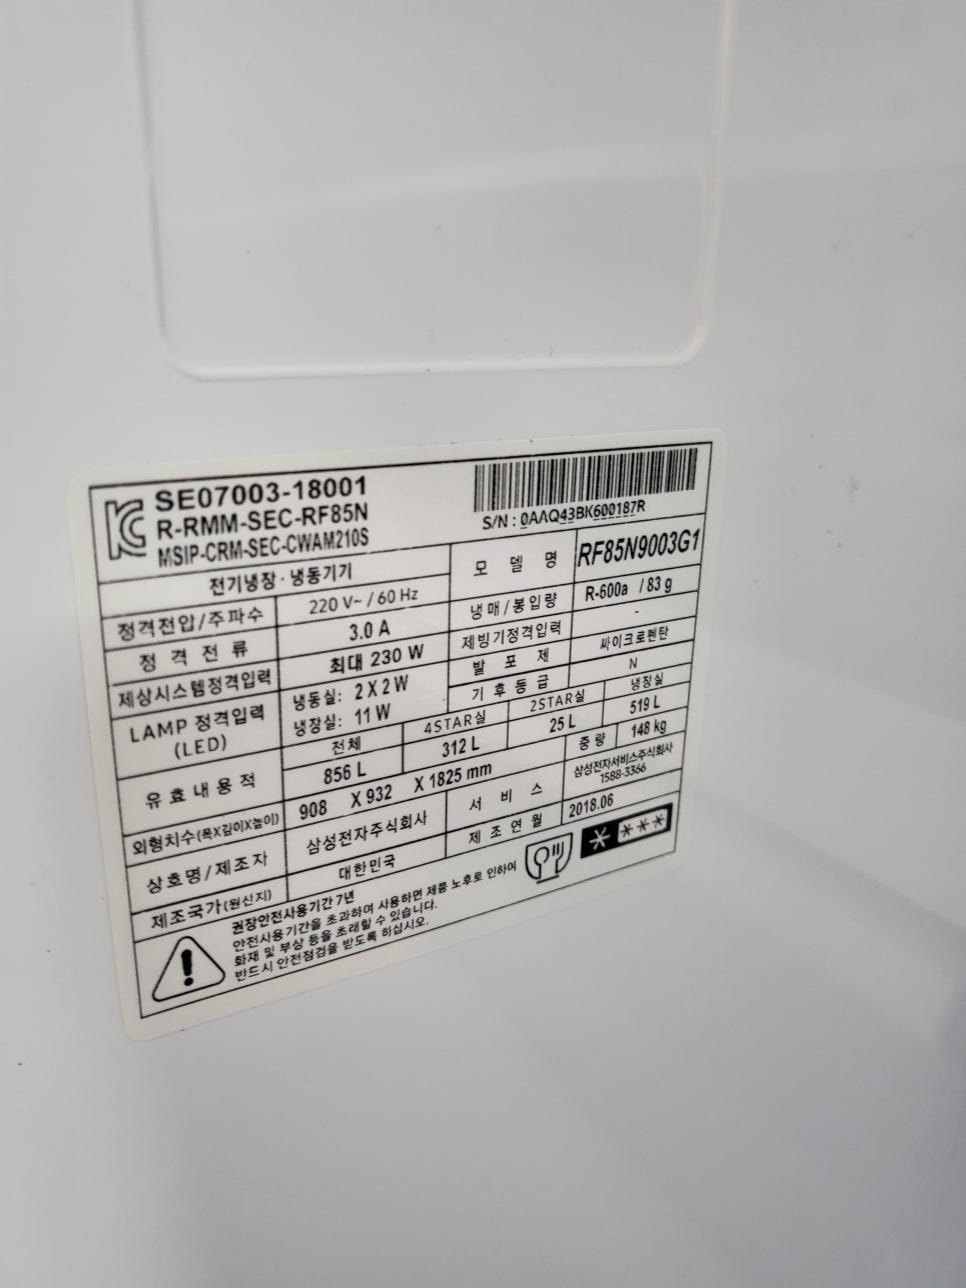 SE07003-18001
R-RMM-SEC-RF85N
MSIP-CRM-SEC-CWAM210S
S/N : 0AAQ43BK600187R
전기냉장·냉동기기
모 델 명 RF85N9003G1
정격전압/주파수 220 V~ / 60 Hz
냉매/봉입량 R-600a / 83 g
정 격 전 류 3.0 A
제빙기정격입력 -
제상시스템정격입력 최대 230 W
발 포 제 싸이크로펜탄
LAMP 정격입력 (LED) 냉동실: 2 X 2 W
냉장실: 11 W
기 후 등 급 N
유 효 내 용 적 전체 4STAR실 2STAR실 냉장실
856 L 312 L 25 L 519 L
외형치수(폭X깊이X높이) 908 X 932 X 1825 mm
중 량 148 kg
상호명/제조자 삼성전자주식회사
서 비 스 삼성전자서비스주식회사
1588-3366
제조국가(원산지) 대한민국
제 조 연 월 2018.06
권장안전사용기간 7년
안전사용기간을 초과하여 사용하면 제품 노후로 인하여
화재 및 부상 등을 초래할 수 있습니다.
반드시 안전점검을 받도록 하십시오.